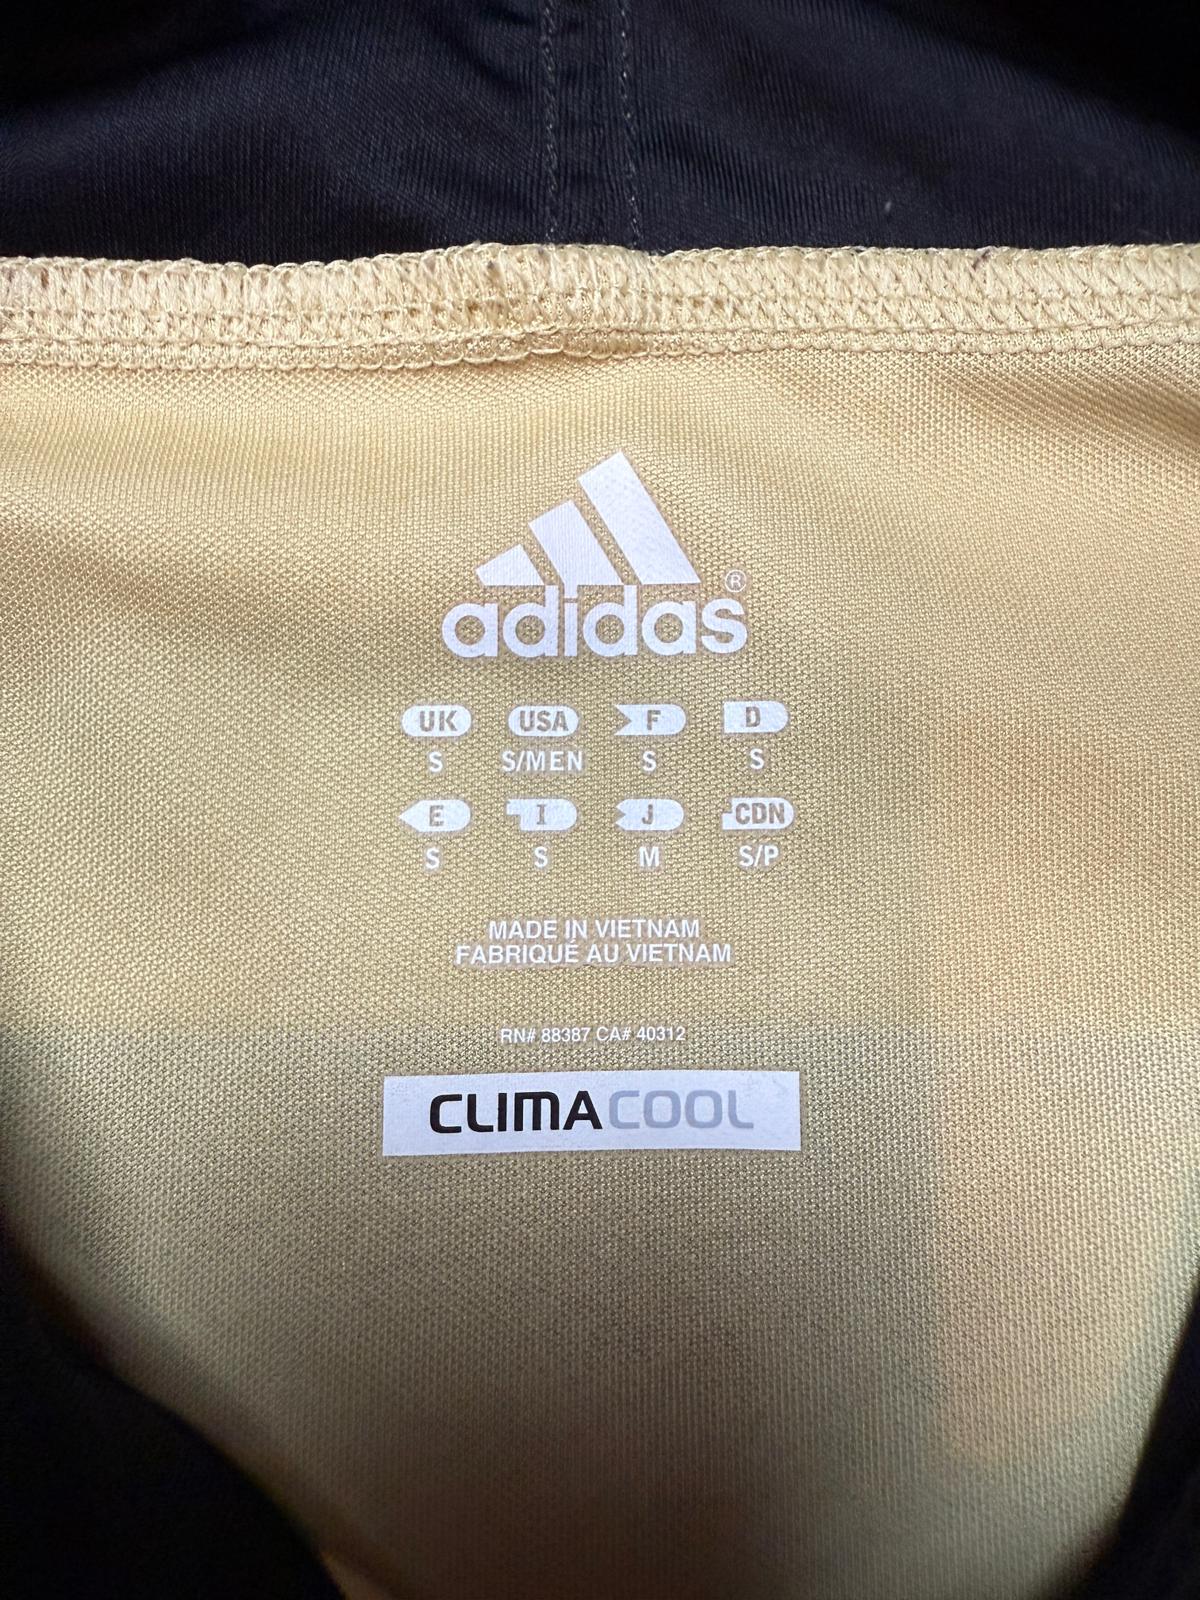 adidas®
UK USA F D
S S/MEN S S
E I J CDN
S S M S/P
MADE IN VIETNAM
FABRIQUÉ AU VIETNAM
RN# 88387 CA# 40312
CLIMACOOL